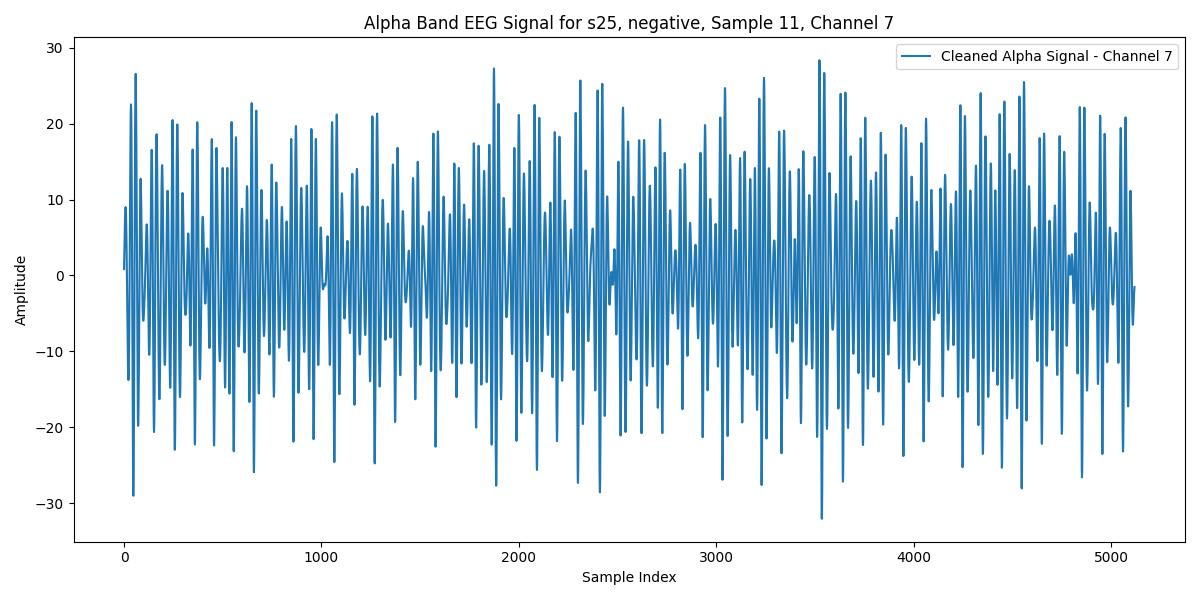 Alpha Band EEG Signal for s25, negative, Sample 11, Channel 7
Cleaned Alpha Signal - Channel 7
Amplitude
30
20
10
0
−10
−20
−30
0 1000 2000 3000 4000 5000
Sample Index